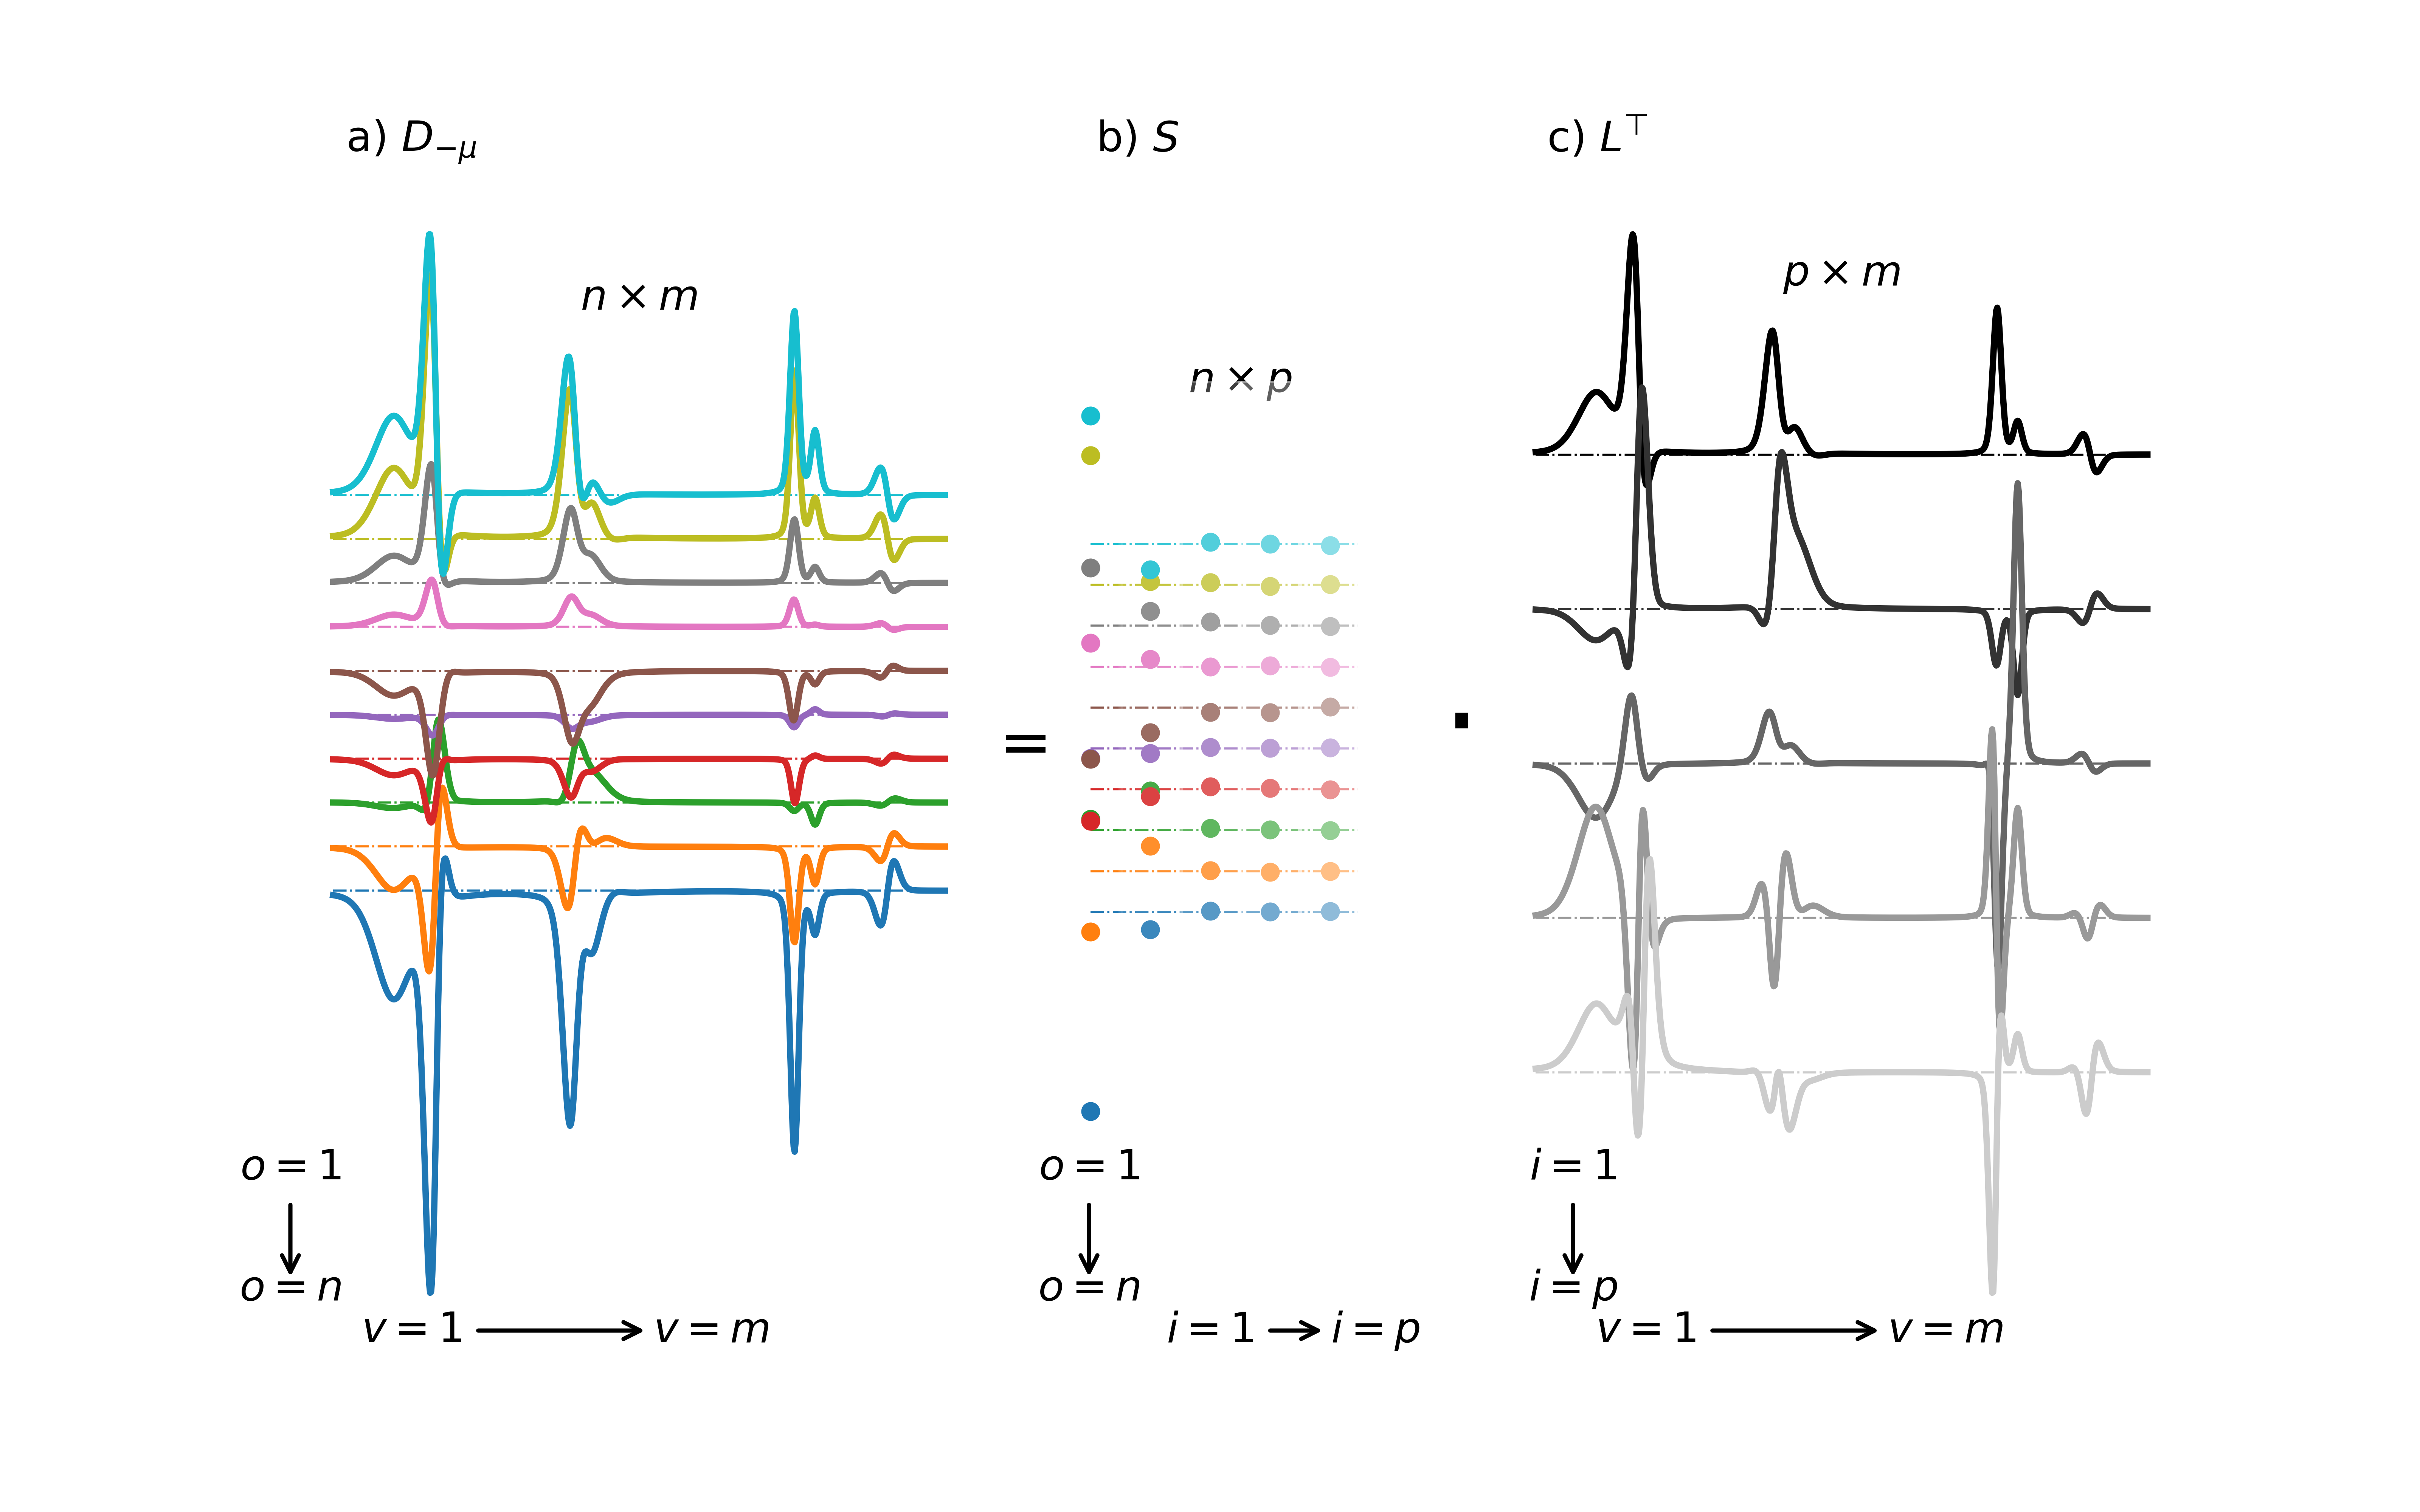 a) D₋μ
b) S
c) L⊤
n × m
p × m
n × p
=
·
o = 1
o = n
v = 1
v = m
o = 1
o = n
i = 1
i = p
i = 1
i = p
v = 1
v = m